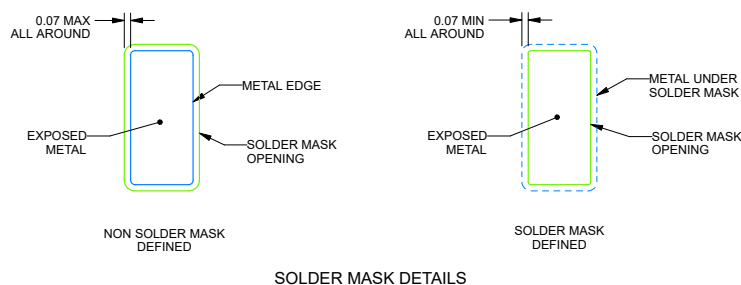 0.07 MAX
ALL AROUND
METAL EDGE
EXPOSED
METAL
SOLDER MASK
OPENING
NON SOLDER MASK
DEFINED
0.07 MIN
ALL AROUND
METAL UNDER
SOLDER MASK
EXPOSED
METAL
SOLDER MASK
OPENING
SOLDER MASK
DEFINED
SOLDER MASK DETAILS